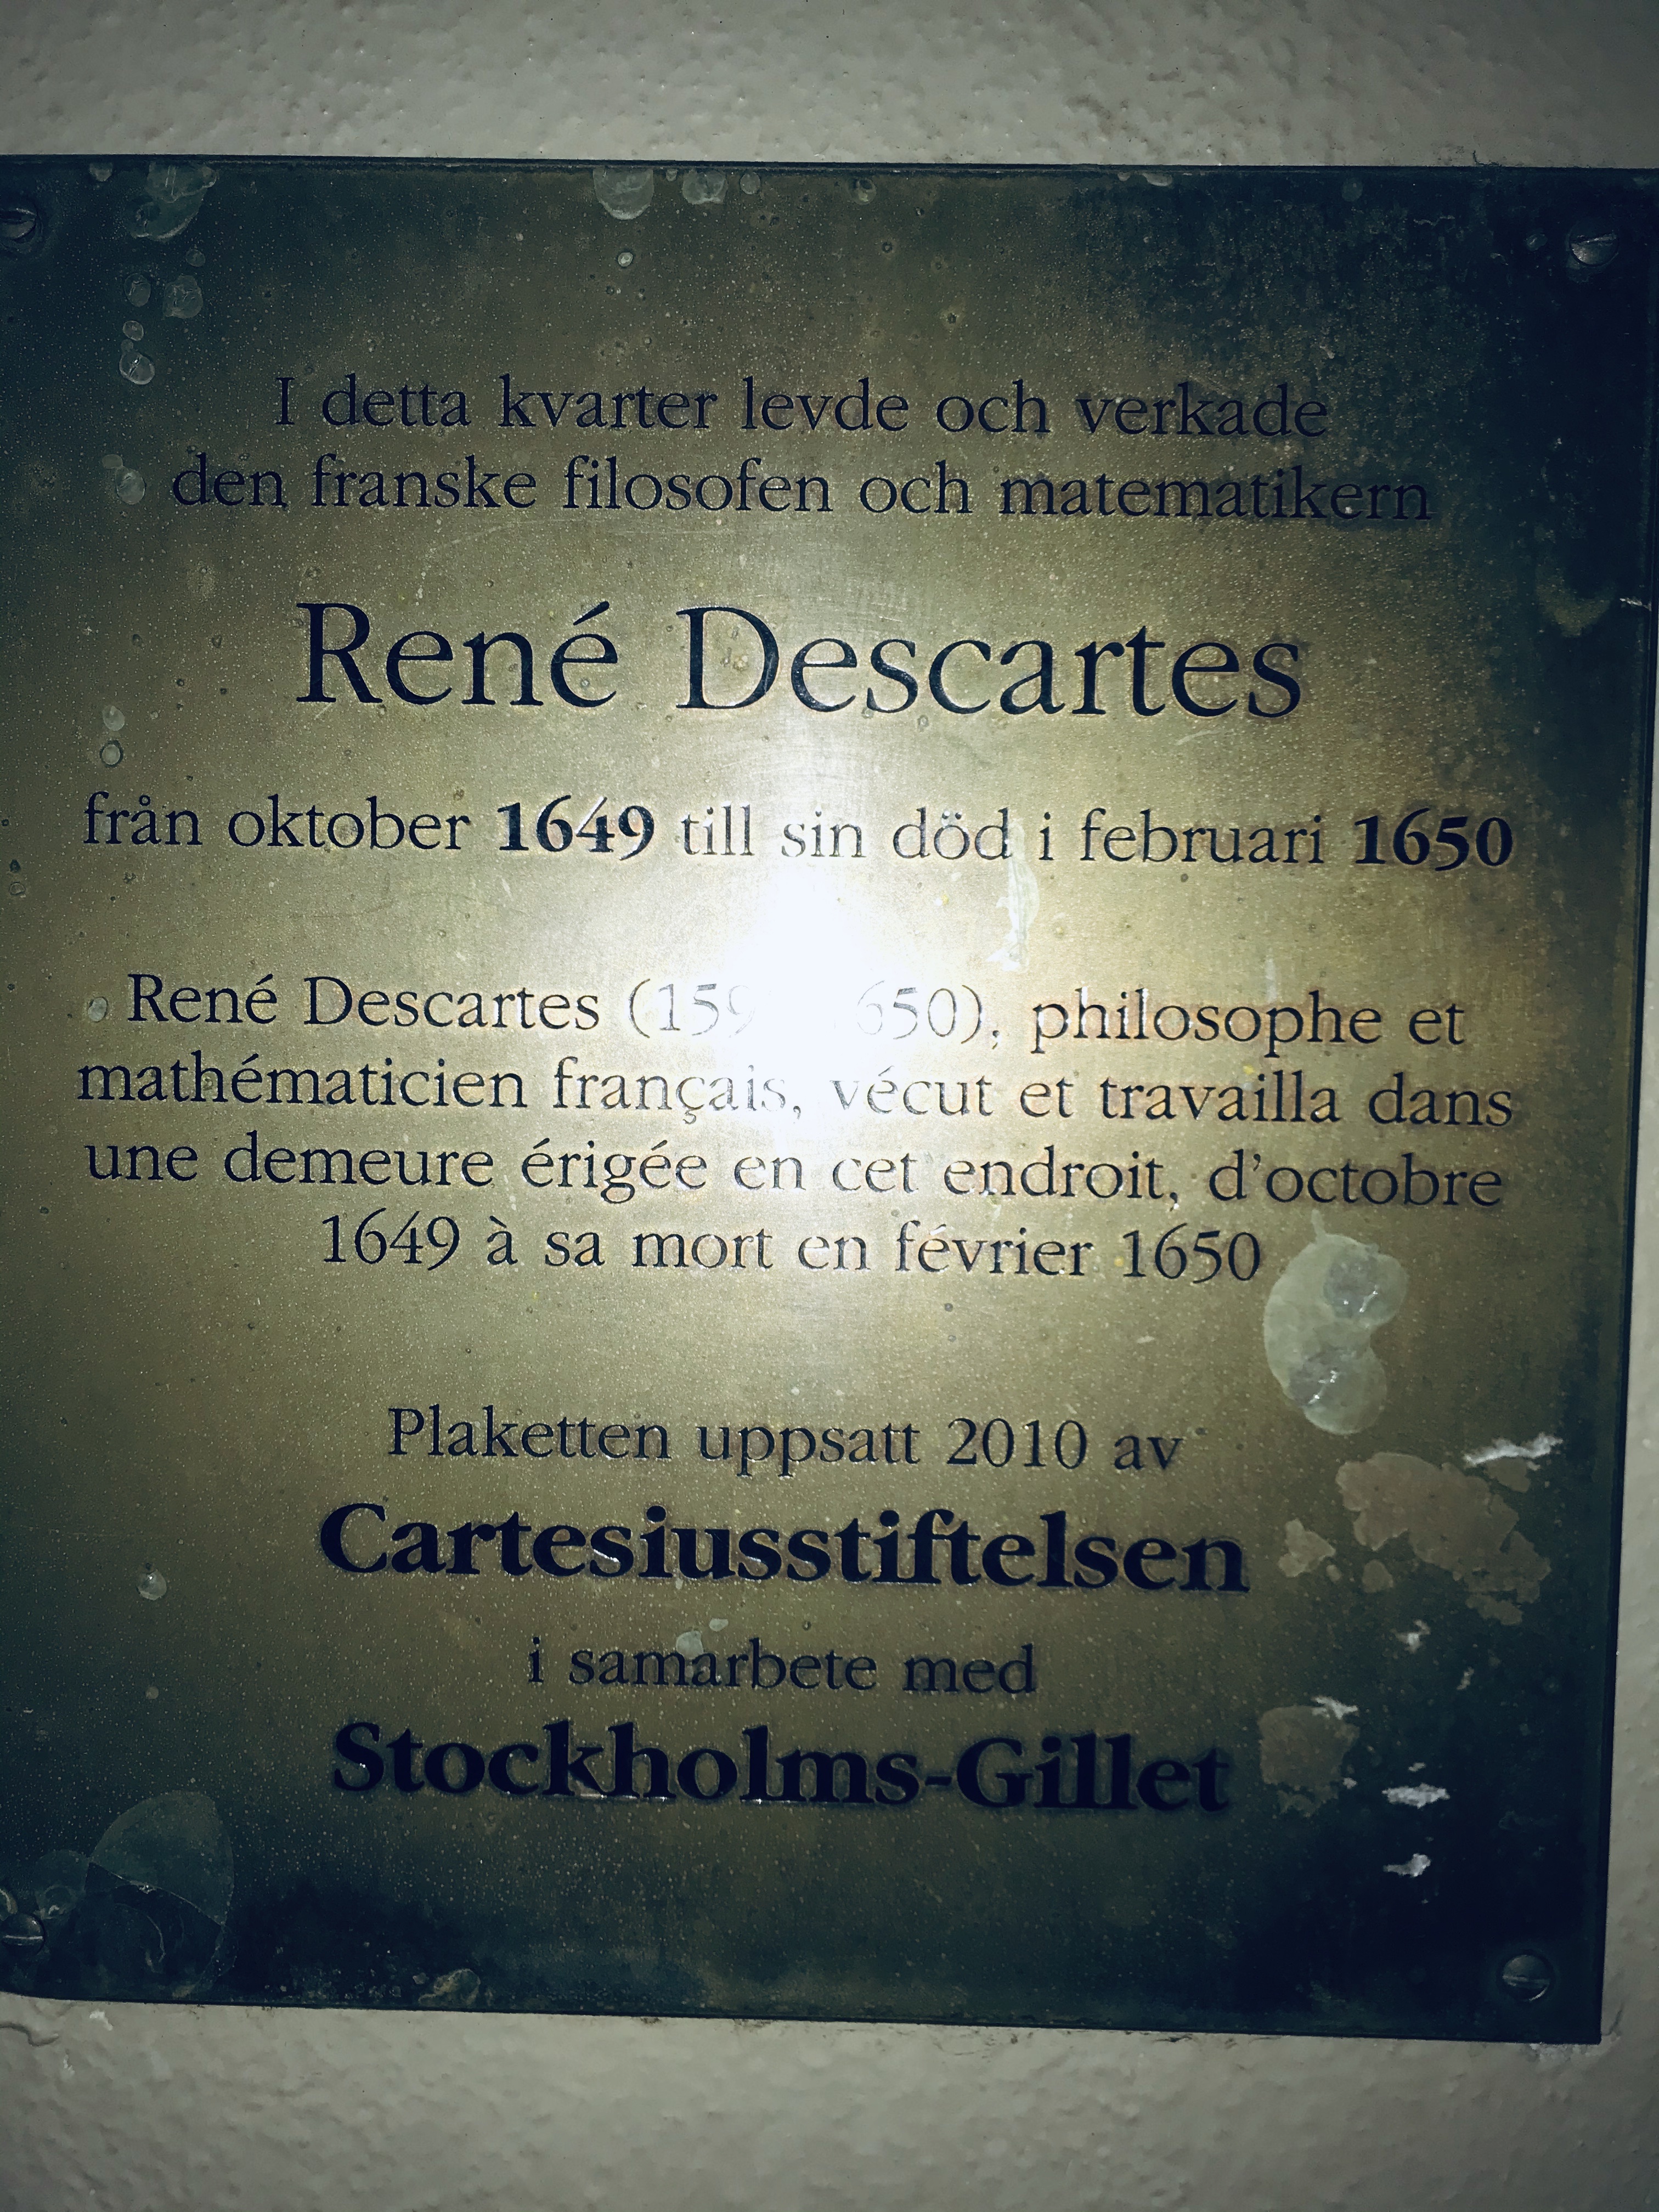 I detta kvarter levde och verkade
den franske filosofen och matematikern
René Descartes
från oktober 1649 till sin död i februari 1650
René Descartes (159 650), philosophe et
mathématicien français, vécut et travailla dans
une demeure érigée en cet endroit, d'octobre
1649 à sa mort en février 1650
Plaketten uppsatt 2010 av
Cartesiusstiftelsen
i samarbete med
Stockholms-Gillet